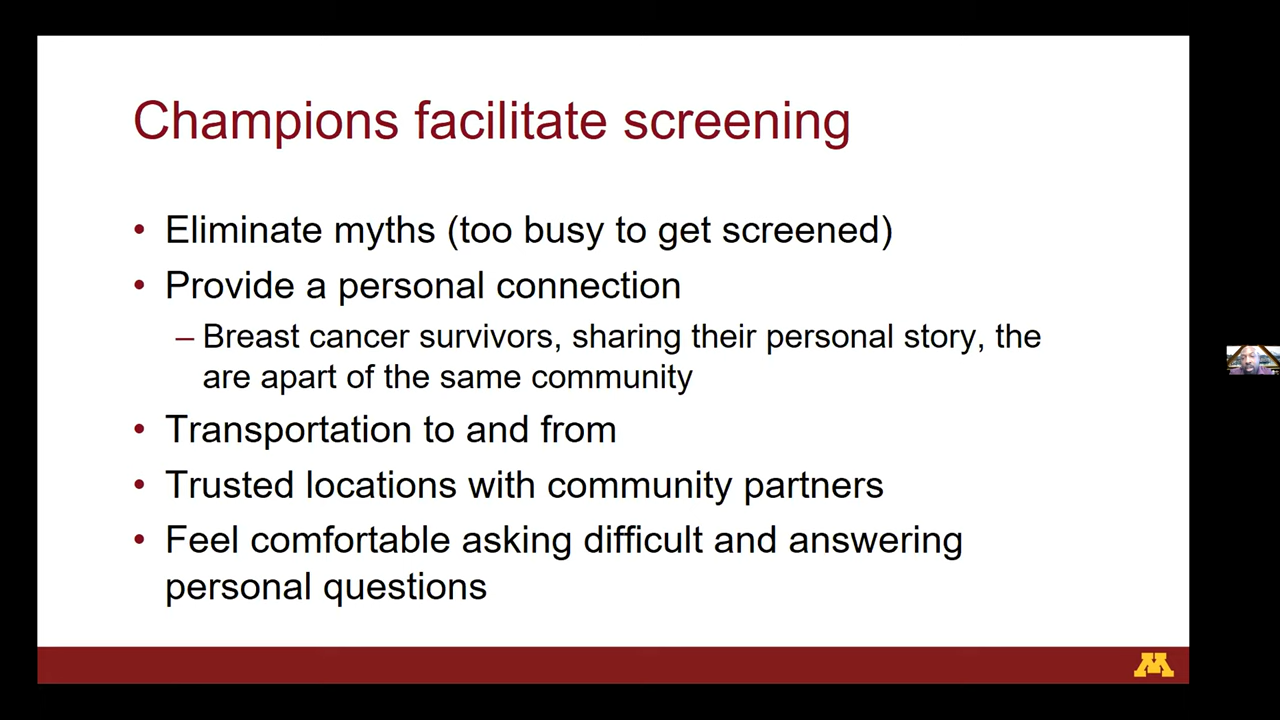 Champions facilitate screening
• Eliminate myths (too busy to get screened)
• Provide a personal connection
– Breast cancer survivors, sharing their personal story, the
are apart of the same community
• Transportation to and from
• Trusted locations with community partners
• Feel comfortable asking difficult and answering
personal questions
M